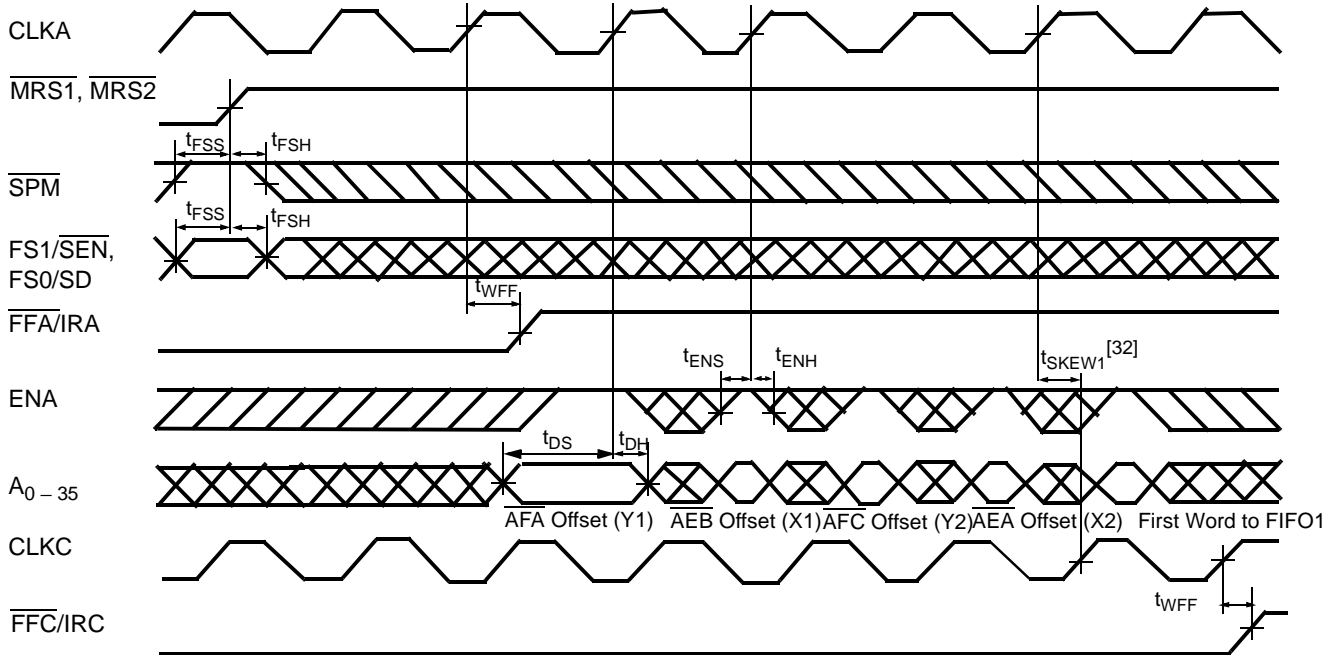 CLKA
MRS1, MRS2
tFSS tFSH
SPM
tFSS tFSH
FS1/SEN,
FS0/SD
tWFF
FFA/IRA
tENS tENH tSKEW1[32]
ENA
tDS tDH
A0 – 35
AFA Offset (Y1) AEB Offset (X1) AFC Offset (Y2) AEA Offset (X2) First Word to FIFO1
CLKC
tWFF
FFC/IRC